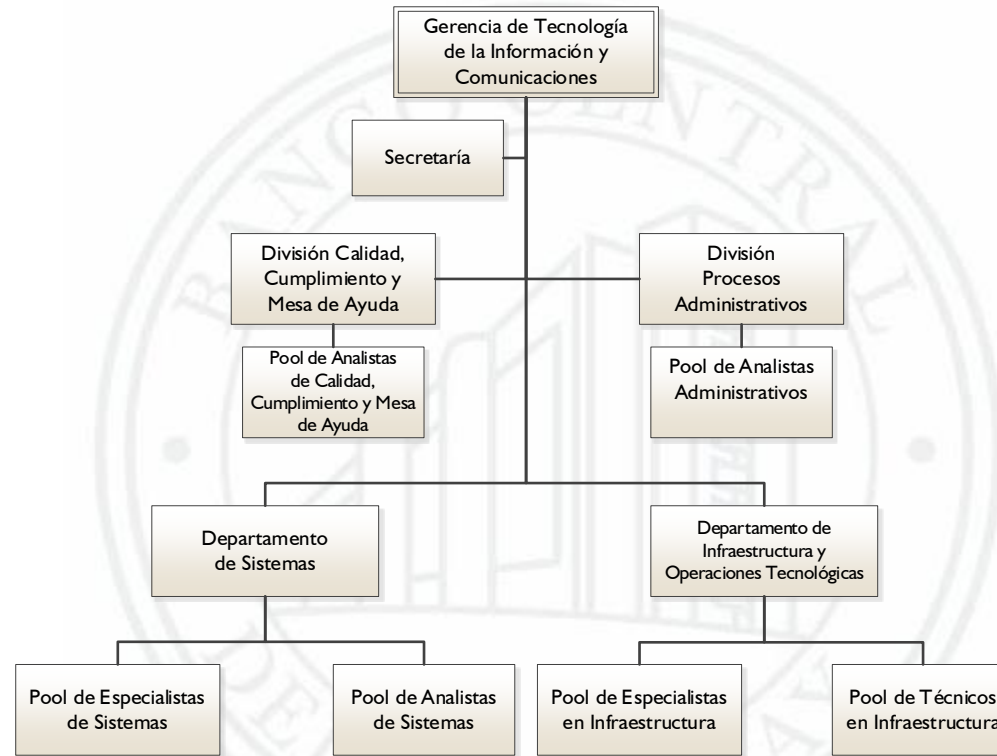 Gerencia de Tecnología
de la Información y
Comunicaciones
Secretaría
División Calidad,
Cumplimiento y
Mesa de Ayuda
División
Procesos
Administrativos
Pool de Analistas
de Calidad,
Cumplimiento y Mesa
de Ayuda
Pool de Analistas
Administrativos
Departamento
de Sistemas
Departamento de
Infraestructura y
Operaciones Tecnológicas
Pool de Especialistas
de Sistemas
Pool de Analistas
de Sistemas
Pool de Especialistas
en Infraestructura
Pool de Técnicos
en Infraestructura
BANCO CENTRAL
DEL